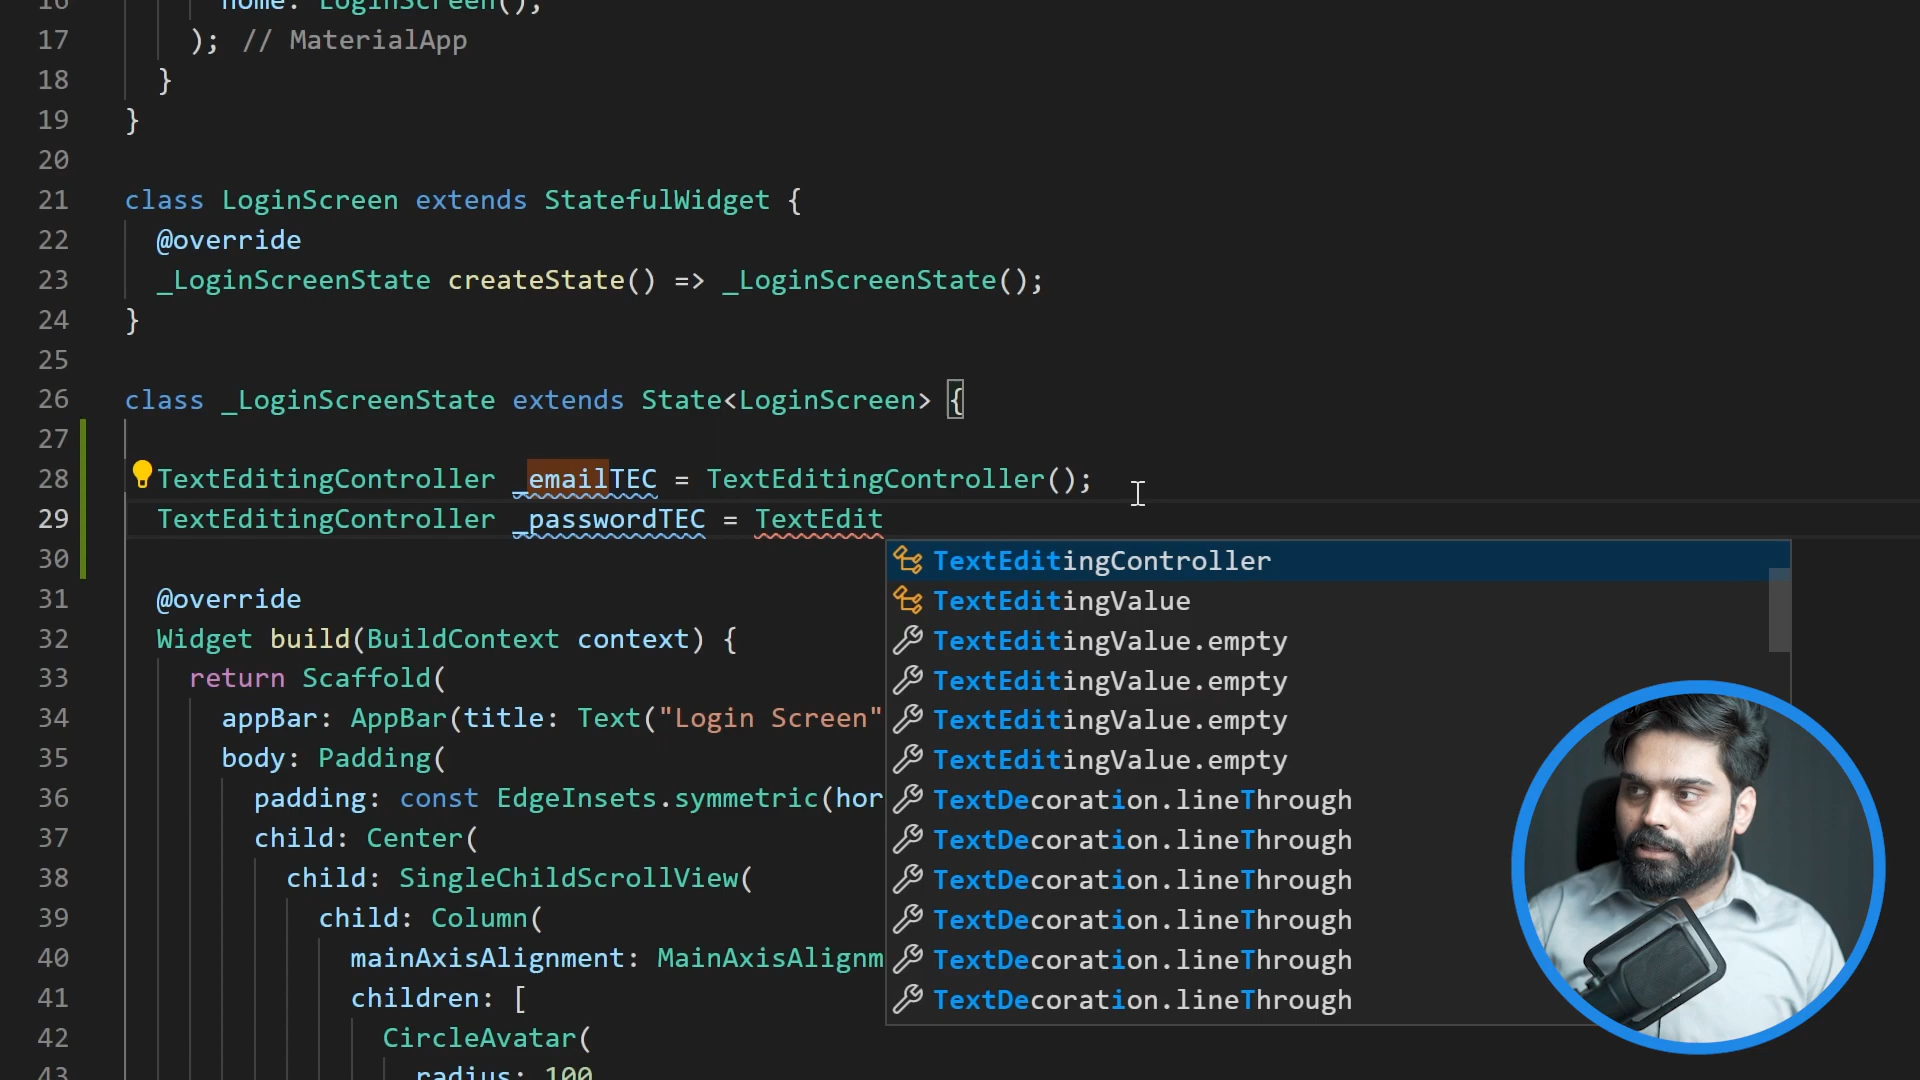 16 home: LoginScreen(),
17 ); // MaterialApp
18 }
19 }
20
21 class LoginScreen extends StatefulWidget {
22 @override
23 _LoginScreenState createState() => _LoginScreenState();
24 }
25
26 class _LoginScreenState extends State<LoginScreen> {
27
28 TextEditingController _emailTEC = TextEditingController();
29 TextEditingController _passwordTEC = TextEdit
30
TextEditingController
TextEditingValue
TextEditingValue.empty
TextEditingValue.empty
TextEditingValue.empty
TextEditingValue.empty
TextDecoration.lineThrough
TextDecoration.lineThrough
TextDecoration.lineThrough
TextDecoration.lineThrough
TextDecoration.lineThrough
TextDecoration.lineThrough
31 @override
32 Widget build(BuildContext context) {
33 return Scaffold(
34 appBar: AppBar(title: Text("Login Screen"
35 body: Padding(
36 padding: const EdgeInsets.symmetric(hor
37 child: Center(
38 child: SingleChildScrollView(
39 child: Column(
40 mainAxisAlignment: MainAxisAlignm
41 children: [
42 CircleAvatar(
43 radius: 100